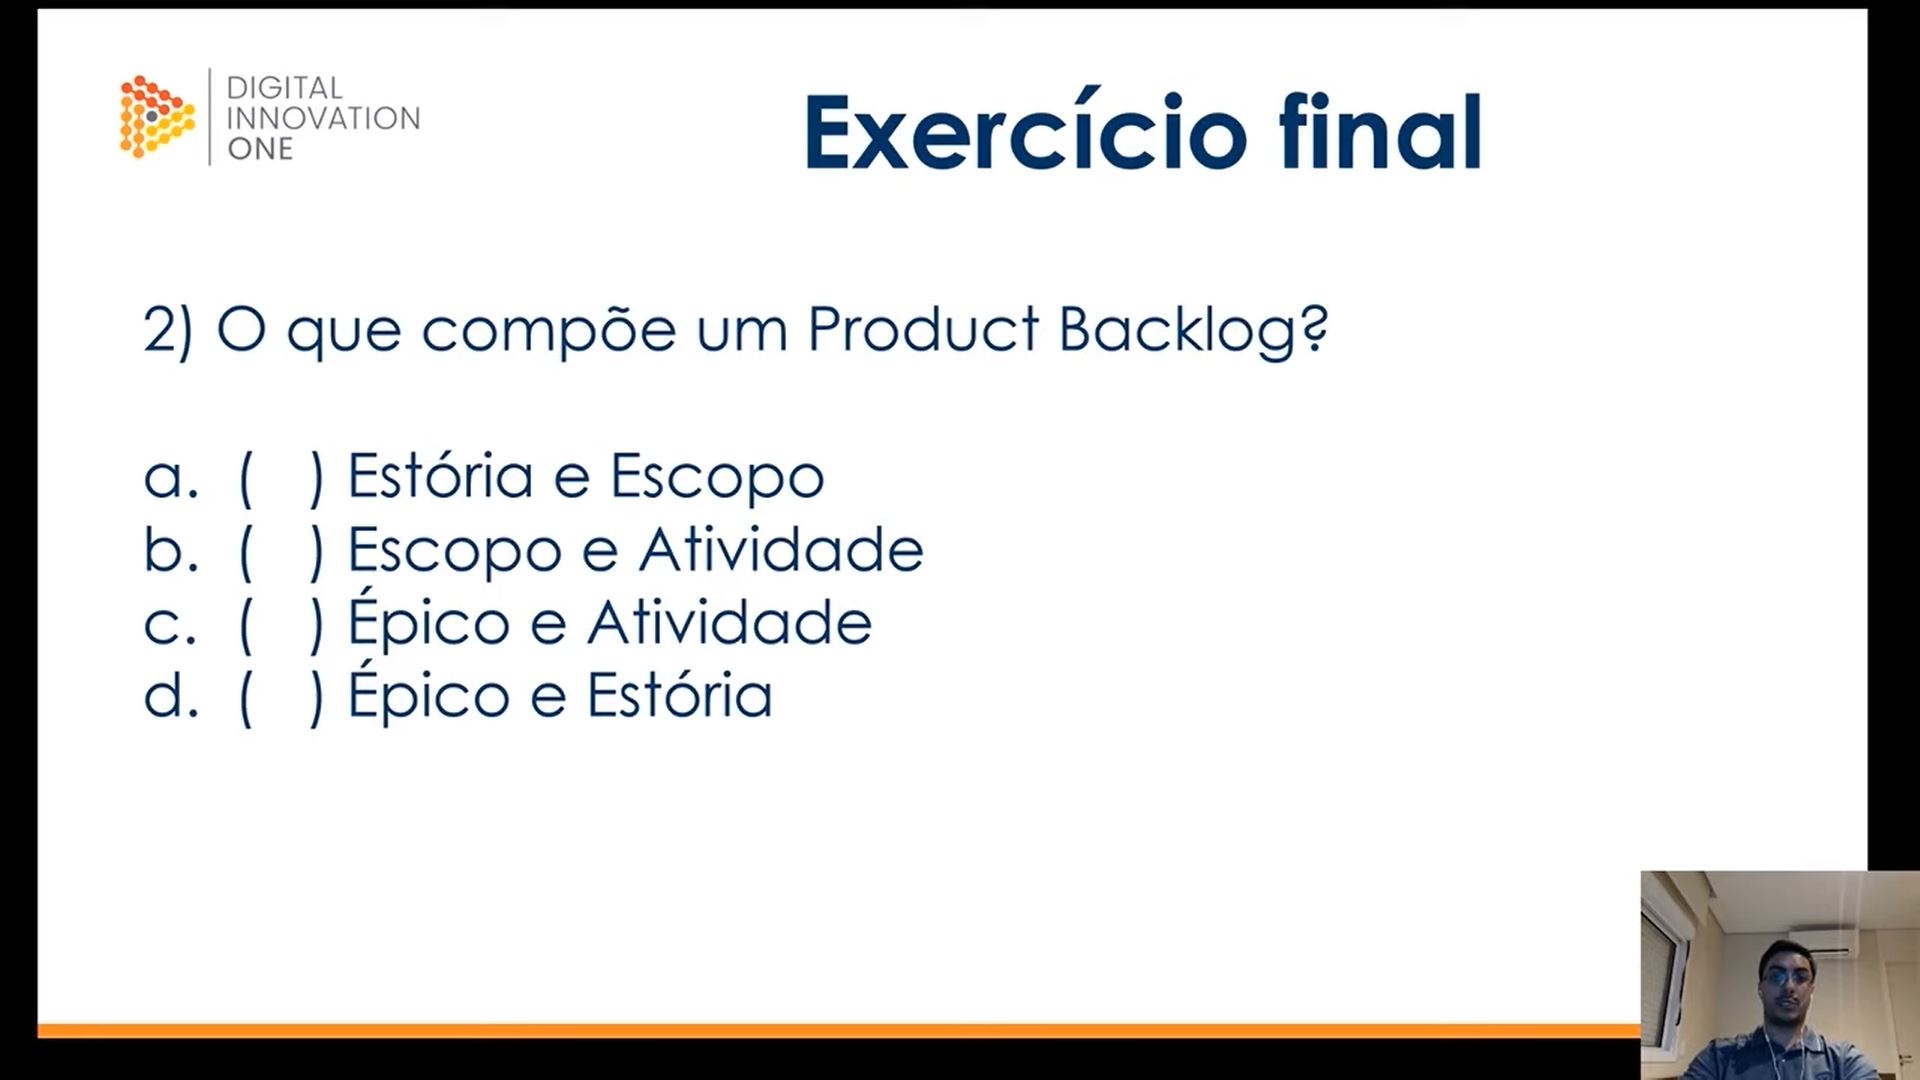 DIGITAL
INNOVATION
ONE
Exercício final
2) O que compõe um Product Backlog?
a. (   ) Estória e Escopo
b. (   ) Escopo e Atividade
c. (   ) Épico e Atividade
d. (   ) Épico e Estória